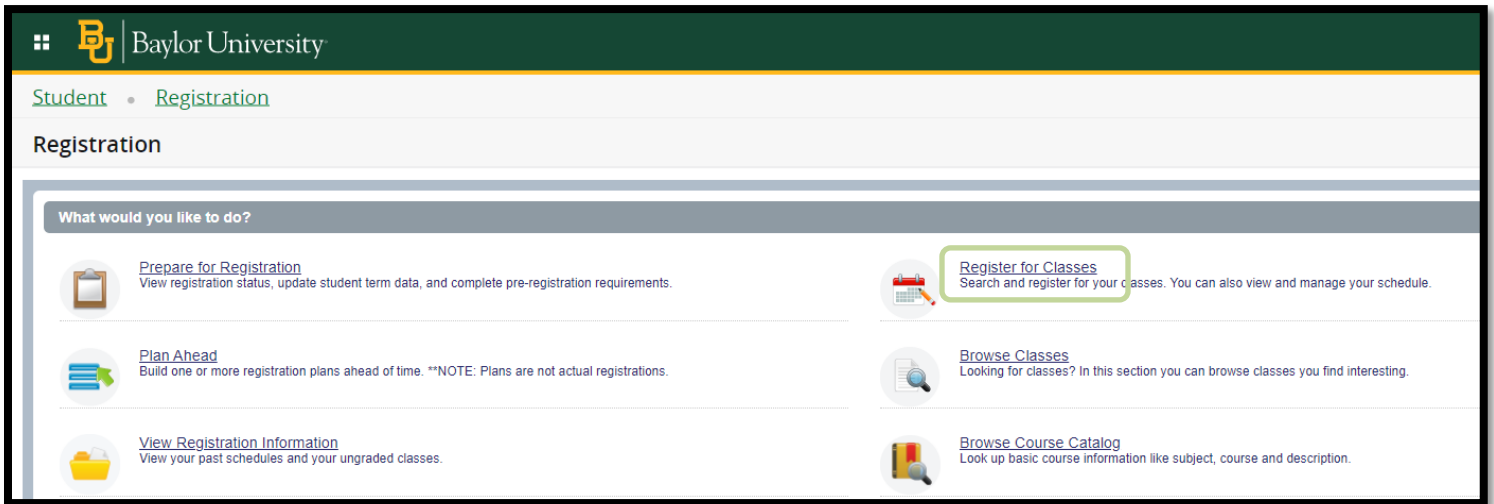 BU Baylor University
Student • Registration
Registration
What would you like to do?
Prepare for Registration
View registration status, update student term data, and complete pre-registration requirements.
Register for Classes
Search and register for your classes. You can also view and manage your schedule.
Plan Ahead
Build one or more registration plans ahead of time. **NOTE: Plans are not actual registrations.
Browse Classes
Looking for classes? In this section you can browse classes you find interesting.
View Registration Information
View your past schedules and your ungraded classes.
Browse Course Catalog
Look up basic course information like subject, course and description.